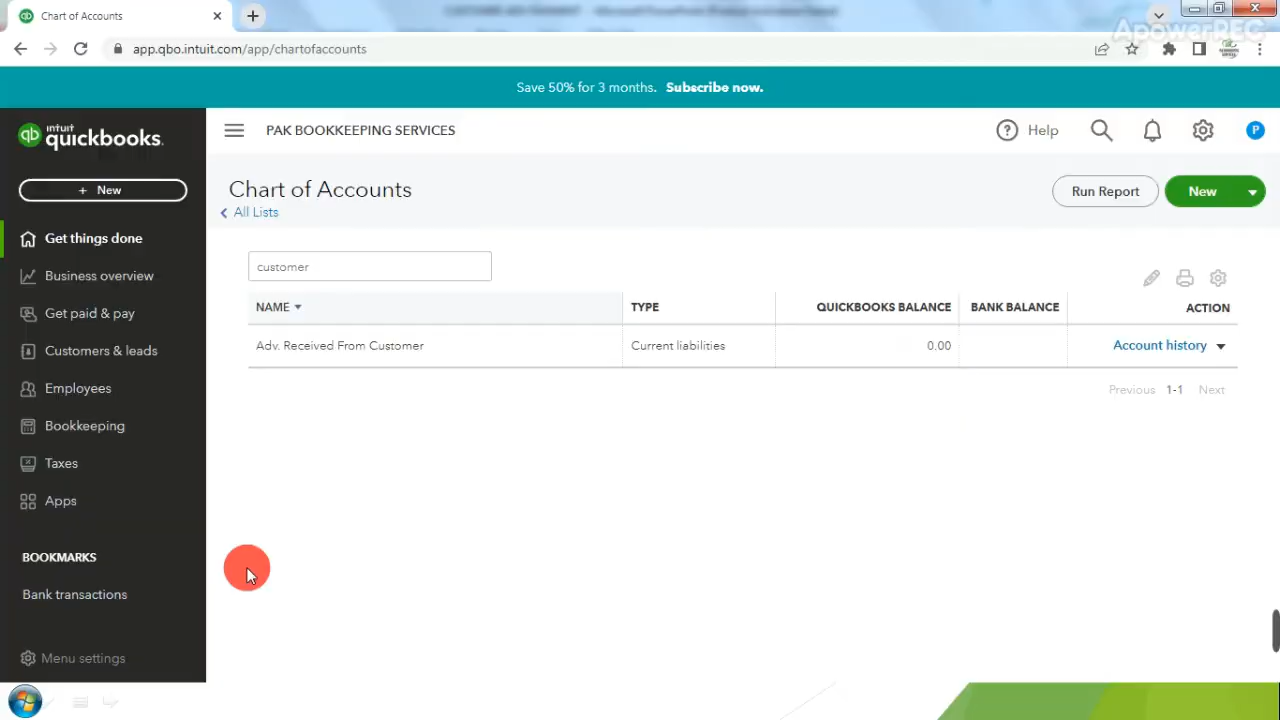 Chart of Accounts
ApowerREC
app.qbo.intuit.com/app/chartofaccounts
Save 50% for 3 months. Subscribe now.
intuit quickbooks.
PAK BOOKKEEPING SERVICES
Help
P
+ New
Chart of Accounts
All Lists
Run Report
New
Get things done
Business overview
Get paid & pay
Customers & leads
Employees
Bookkeeping
Taxes
Apps
BOOKMARKS
Bank transactions
Menu settings
customer
NAME TYPE QUICKBOOKS BALANCE BANK BALANCE ACTION
Adv. Received From Customer Current liabilities 0.00 Account history
Previous 1-1 Next